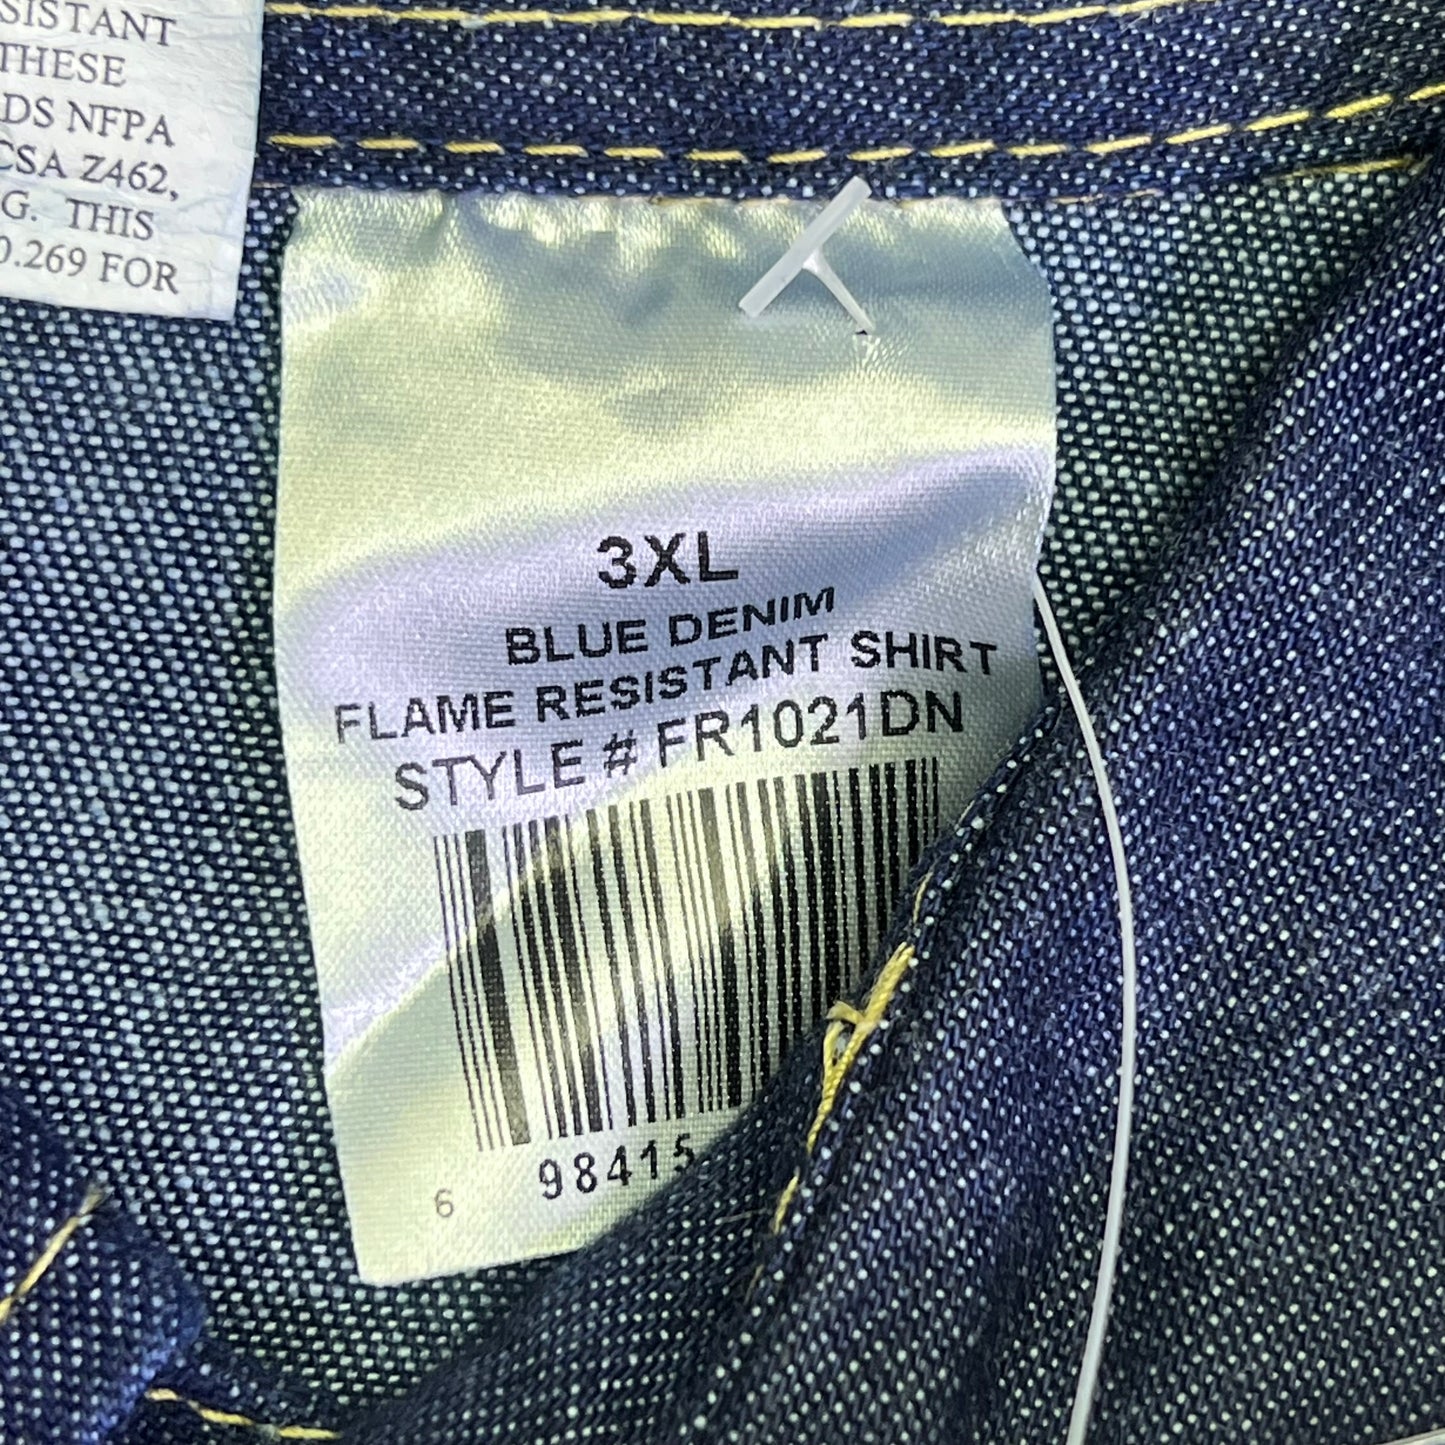 SISTANT
THESE
DS NFPA
CSA Z462,
G. THIS
0.269 FOR
3XL
BLUE DENIM
FLAME RESISTANT SHIRT
STYLE # FR1021DN
6 98415